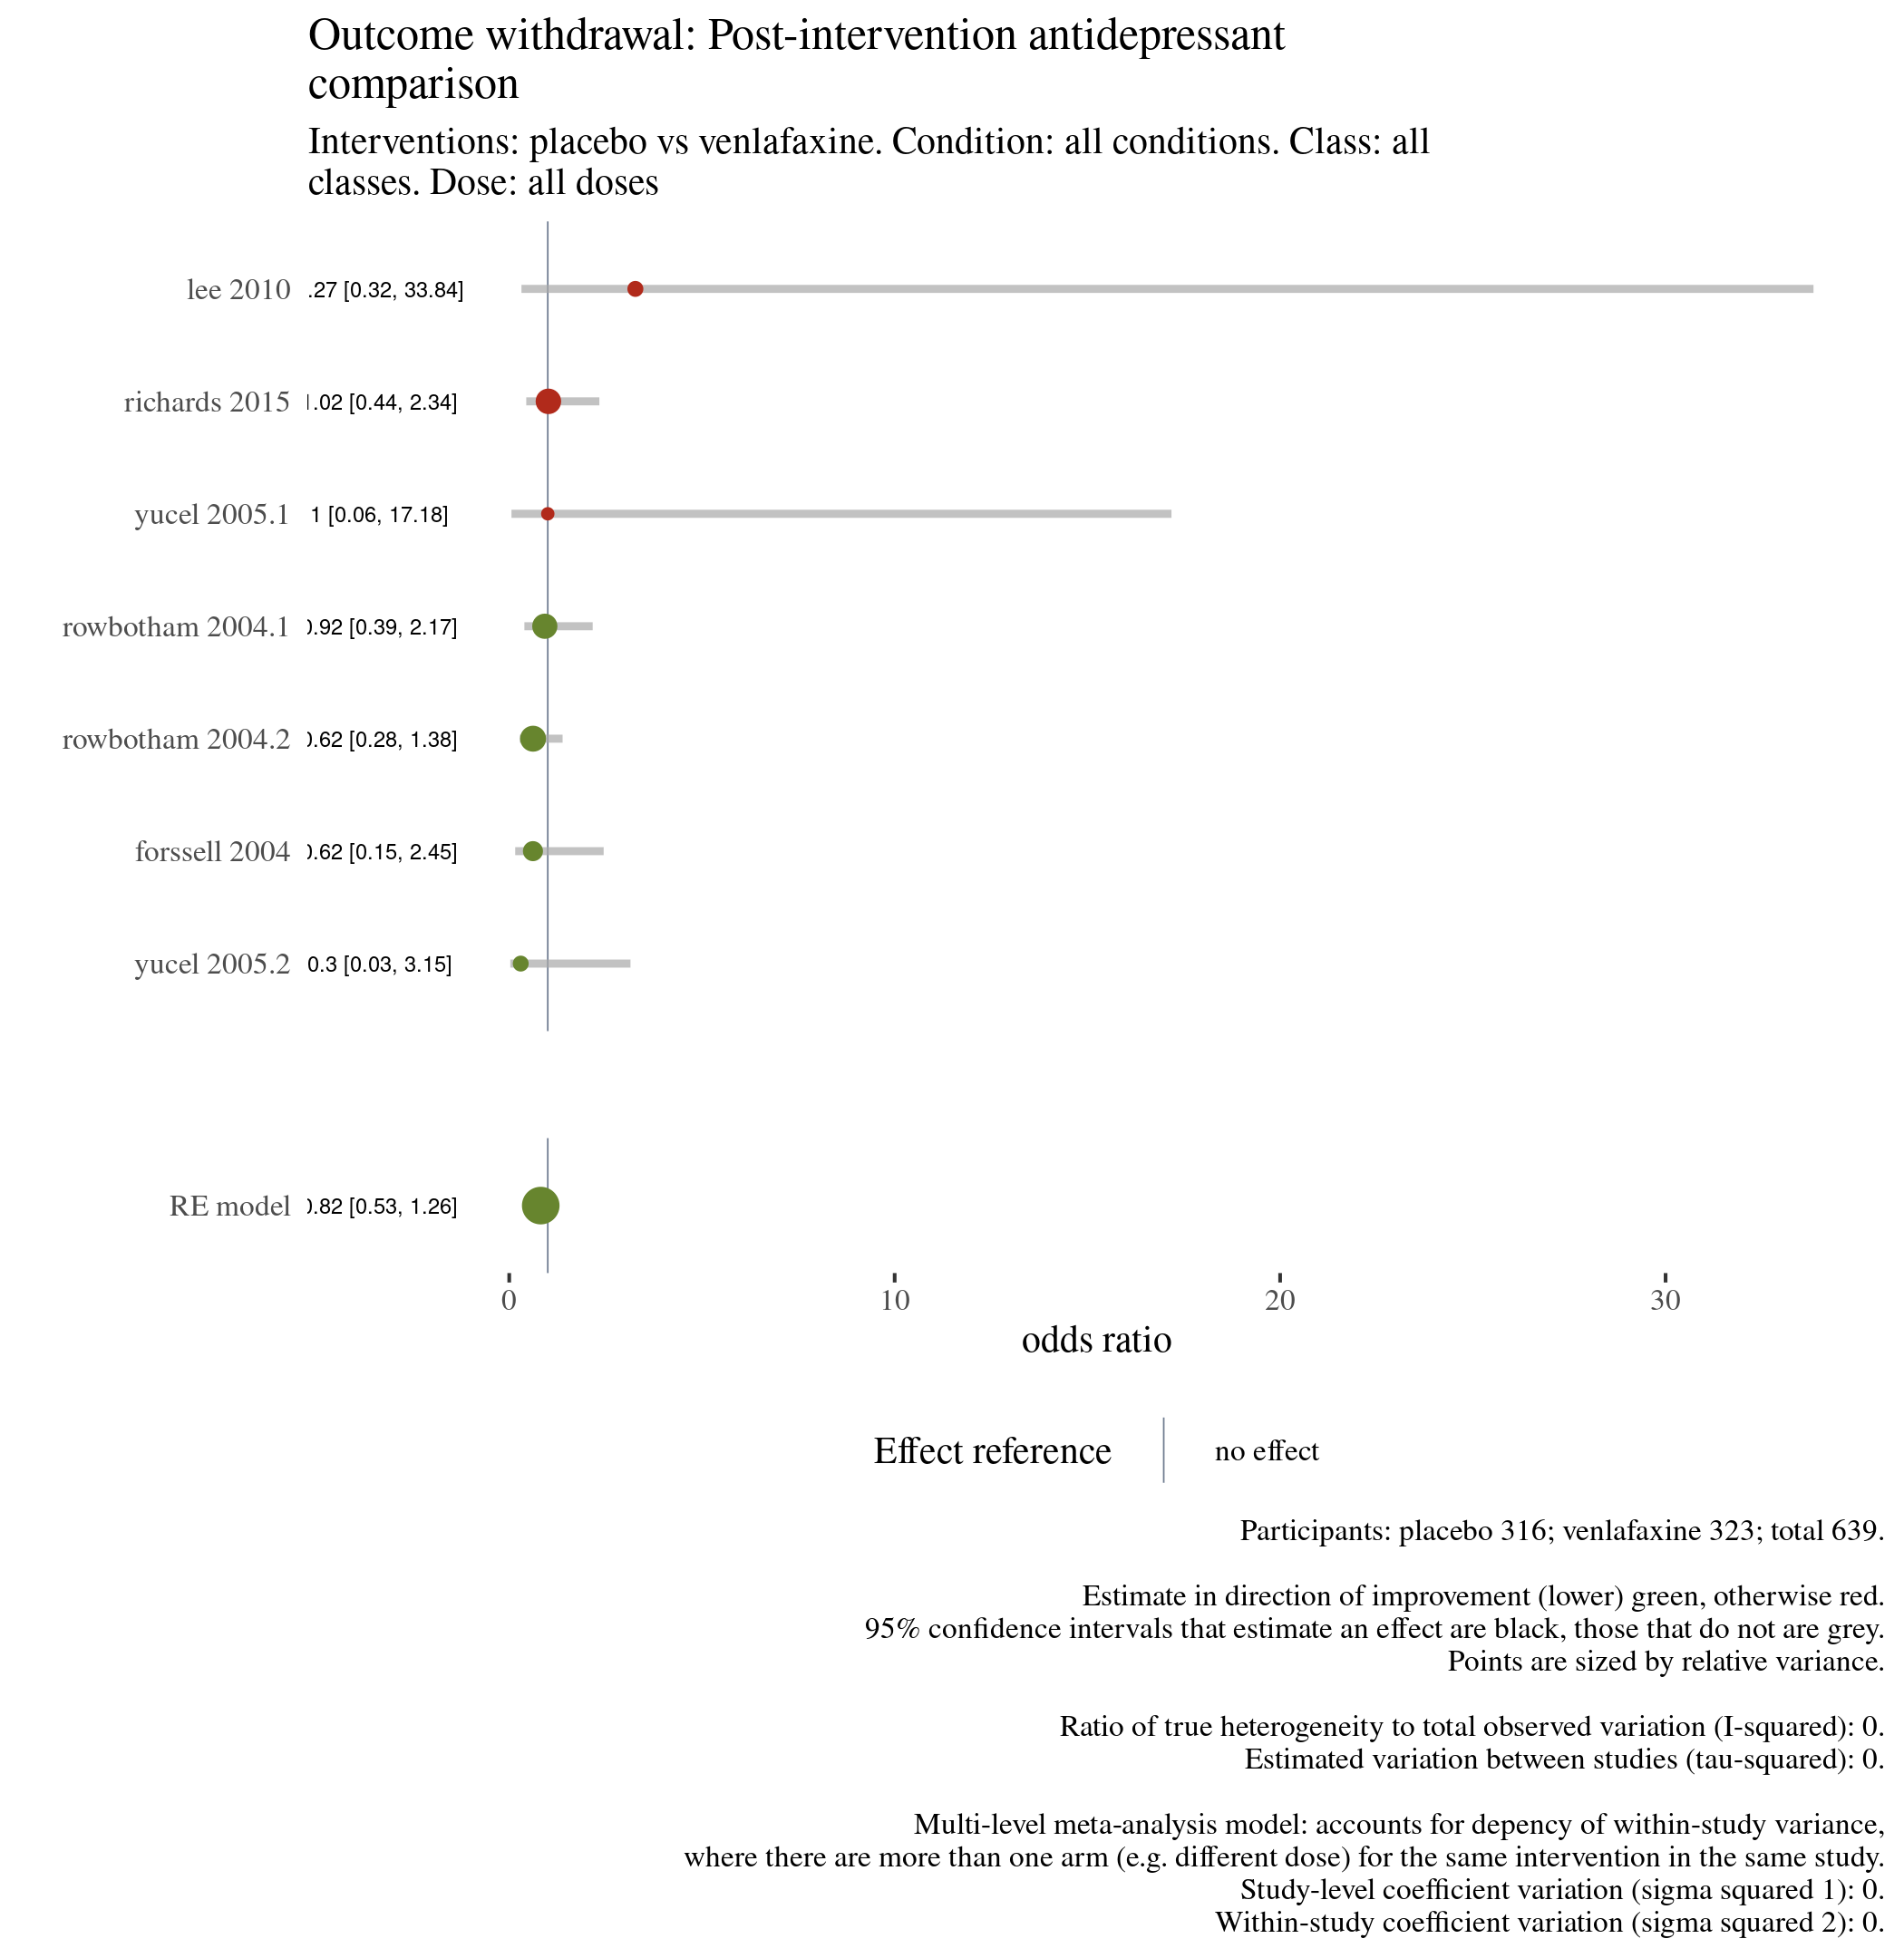 Outcome withdrawal: Post-intervention antidepressant
comparison
Interventions: placebo vs venlafaxine. Condition: all conditions. Class: all
classes. Dose: all doses
lee 2010 .27 [0.32, 33.84]
richards 2015 1.02 [0.44, 2.34]
yucel 2005.1 1 [0.06, 17.18]
rowbotham 2004.1 0.92 [0.39, 2.17]
rowbotham 2004.2 0.62 [0.28, 1.38]
forssell 2004 0.62 [0.15, 2.45]
yucel 2005.2 0.3 [0.03, 3.15]
RE model 0.82 [0.53, 1.26]
0 10 20 30
odds ratio
Effect reference no effect
Participants: placebo 316; venlafaxine 323; total 639.
Estimate in direction of improvement (lower) green, otherwise red.
95% confidence intervals that estimate an effect are black, those that do not are grey.
Points are sized by relative variance.
Ratio of true heterogeneity to total observed variation (I-squared): 0.
Estimated variation between studies (tau-squared): 0.
Multi-level meta-analysis model: accounts for depency of within-study variance,
where there are more than one arm (e.g. different dose) for the same intervention in the same study.
Study-level coefficient variation (sigma squared 1): 0.
Within-study coefficient variation (sigma squared 2): 0.